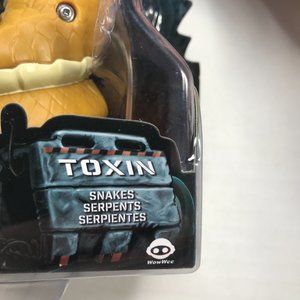 TOXIN
SNAKES
SERPENTS
SERPIENTES
WowWee